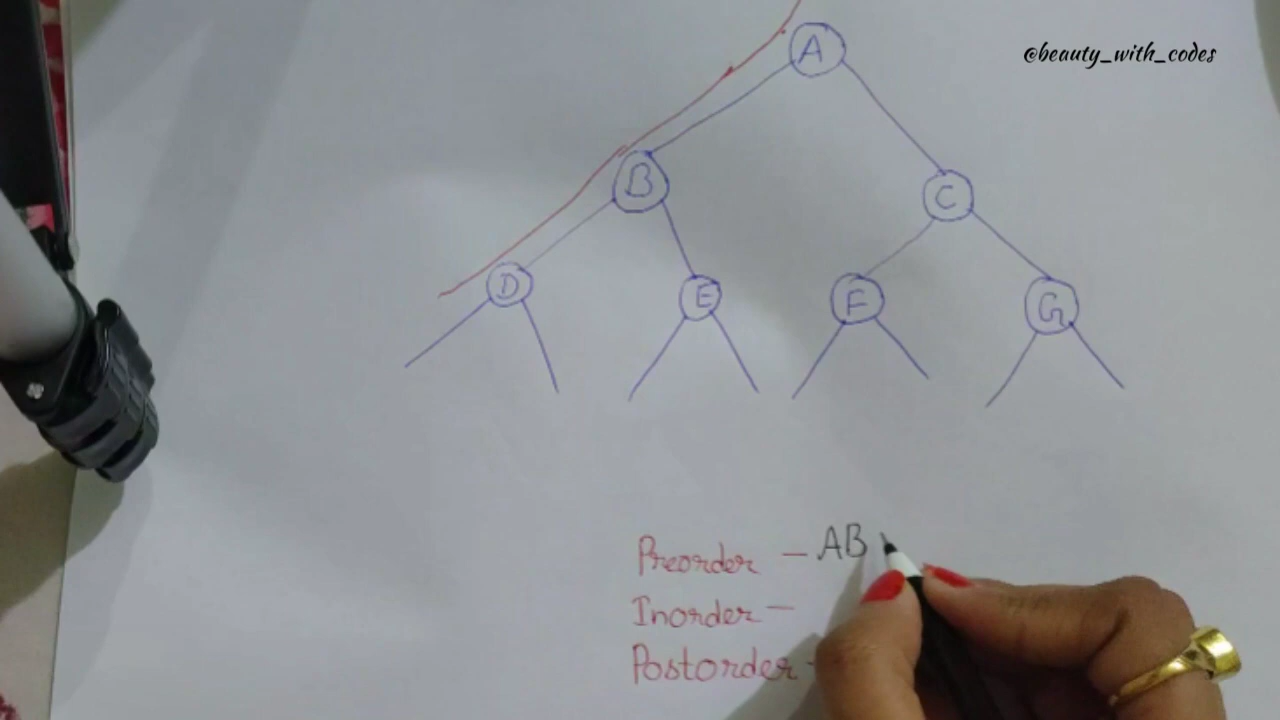 @beauty_with_codes
A
B
C
D
E
F
G
Preorder - AB
Inorder -
Postorder -